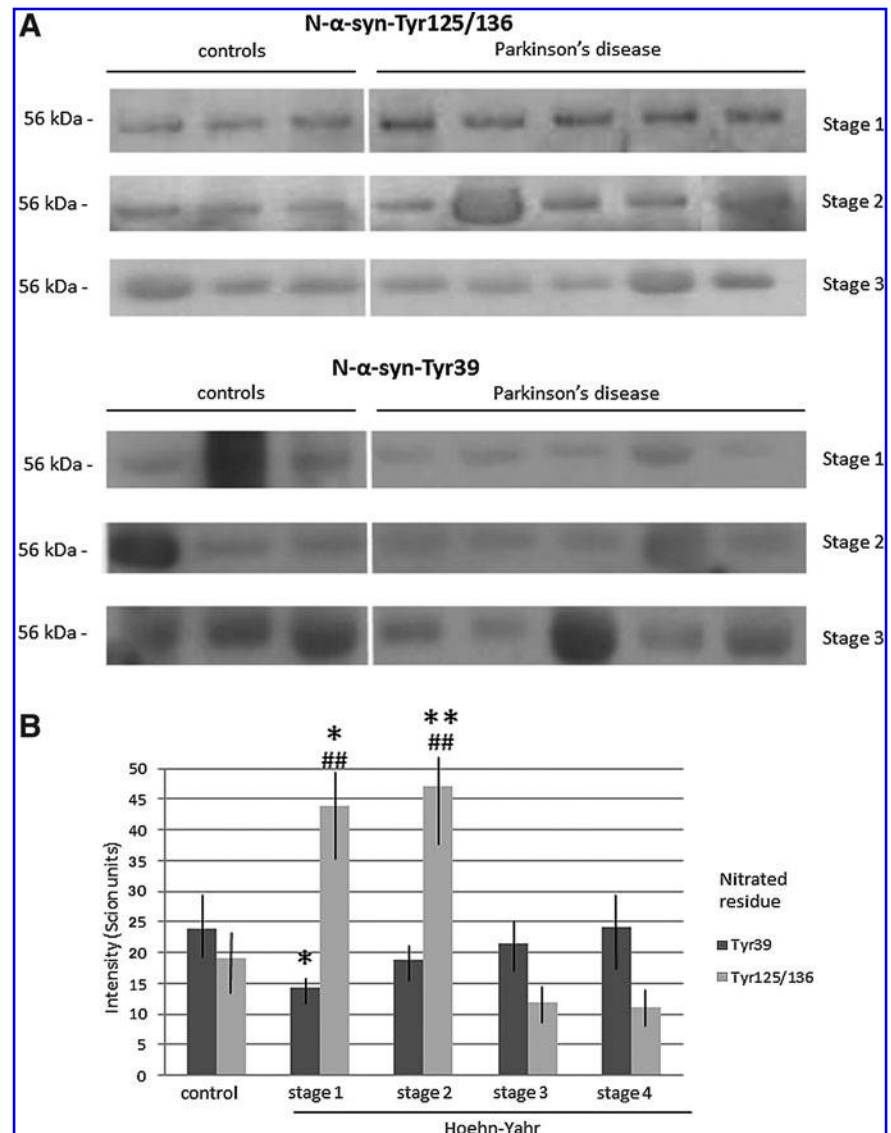 A
N-α-syn-Tyr125/136
controls Parkinson's disease
56 kDa - Stage 1
56 kDa - Stage 2
56 kDa - Stage 3
N-α-syn-Tyr39
controls Parkinson's disease
56 kDa - Stage 1
56 kDa - Stage 2
56 kDa - Stage 3
B
* **
## ##
50
45
40
35
30
25
20 *
15
10
5
0
Intensity (Scion units)
Nitrated
residue
Tyr39
Tyr125/136
control stage 1 stage 2 stage 3 stage 4
Hoehn-Yahr